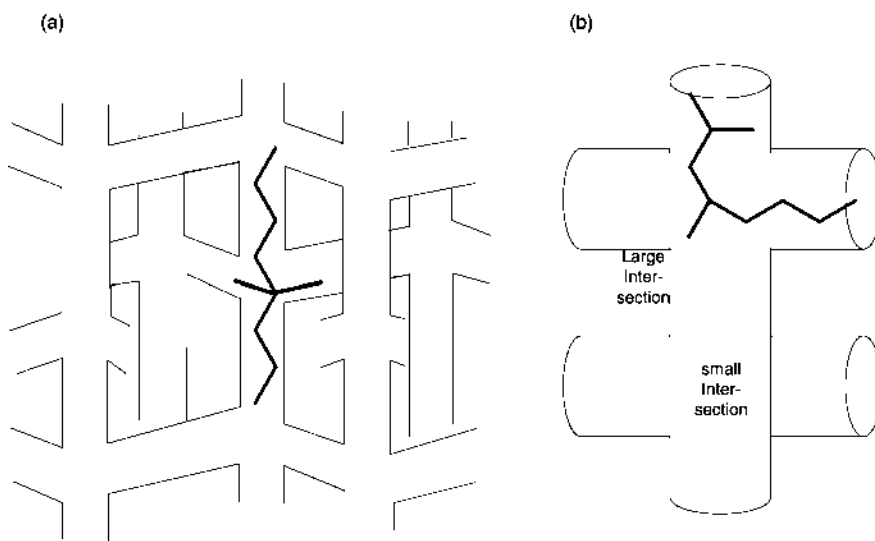 (a)
(b)
Large
Inter-
section
small
Inter-
section